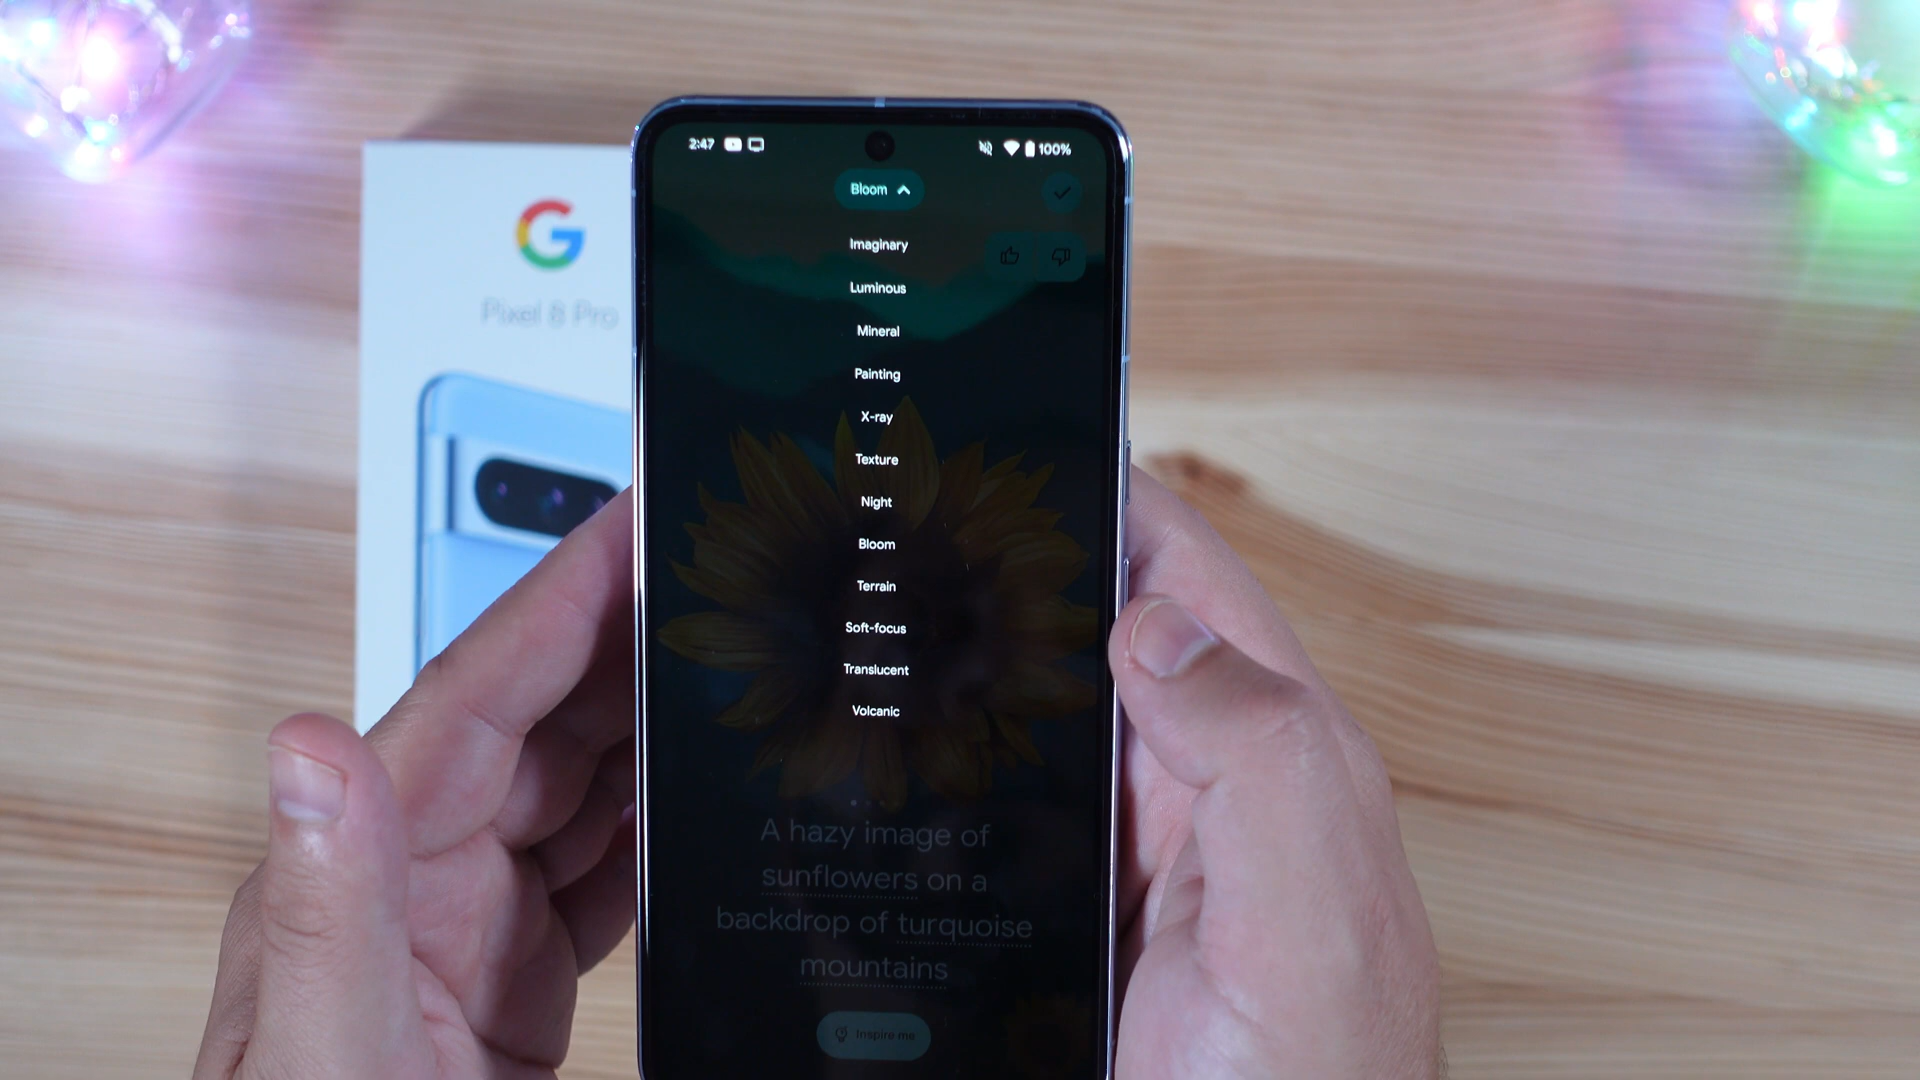 Pixel 8 Pro
2:47
100%
Bloom
Imaginary
Luminous
Mineral
Painting
X-ray
Texture
Night
Bloom
Terrain
Soft-focus
Translucent
Volcanic
A hazy image of
sunflowers on a
backdrop of turquoise
mountains
Inspire me